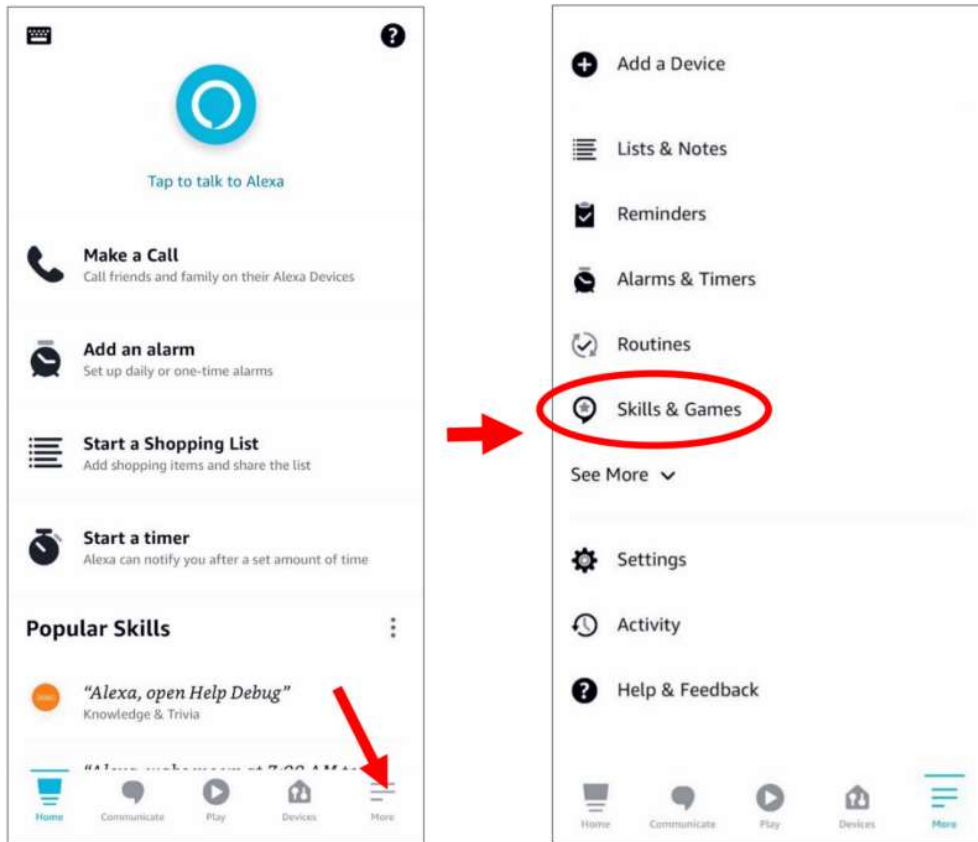 Tap to talk to Alexa
Make a Call
Call friends and family on their Alexa Devices
Add an alarm
Set up daily or one-time alarms
Start a Shopping List
Add shopping items and share the list
Start a timer
Alexa can notify you after a set amount of time
Popular Skills
“Alexa, open Help Debug”
Knowledge & Trivia
Home Communicate Play Devices More
Add a Device
Lists & Notes
Reminders
Alarms & Timers
Routines
Skills & Games
See More
Settings
Activity
Help & Feedback
Home Communicate Play Devices More